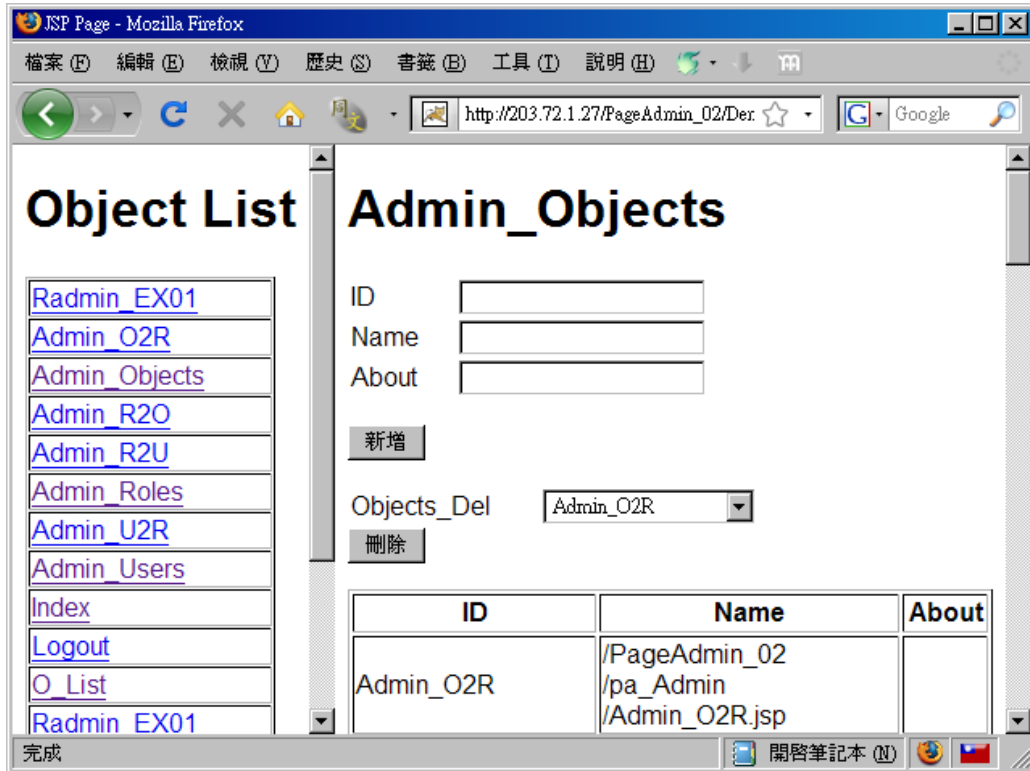 JSP Page - Mozilla Firefox
檔案 (F) 編輯 (E) 檢視 (V) 歷史 (S) 書籤 (B) 工具 (T) 說明 (H)
http://203.72.1.27/PageAdmin_02/Der Google
Object List
Radmin_EX01
Admin_O2R
Admin_Objects
Admin_R2O
Admin_R2U
Admin_Roles
Admin_U2R
Admin_Users
Index
Logout
O_List
Radmin_EX01
Admin_Objects
ID
Name
About
新增
Objects_Del Admin_O2R
刪除
ID Name About
Admin_O2R
/PageAdmin_02
/pa_Admin
/Admin_O2R.jsp
完成 開啓筆記本 (N)